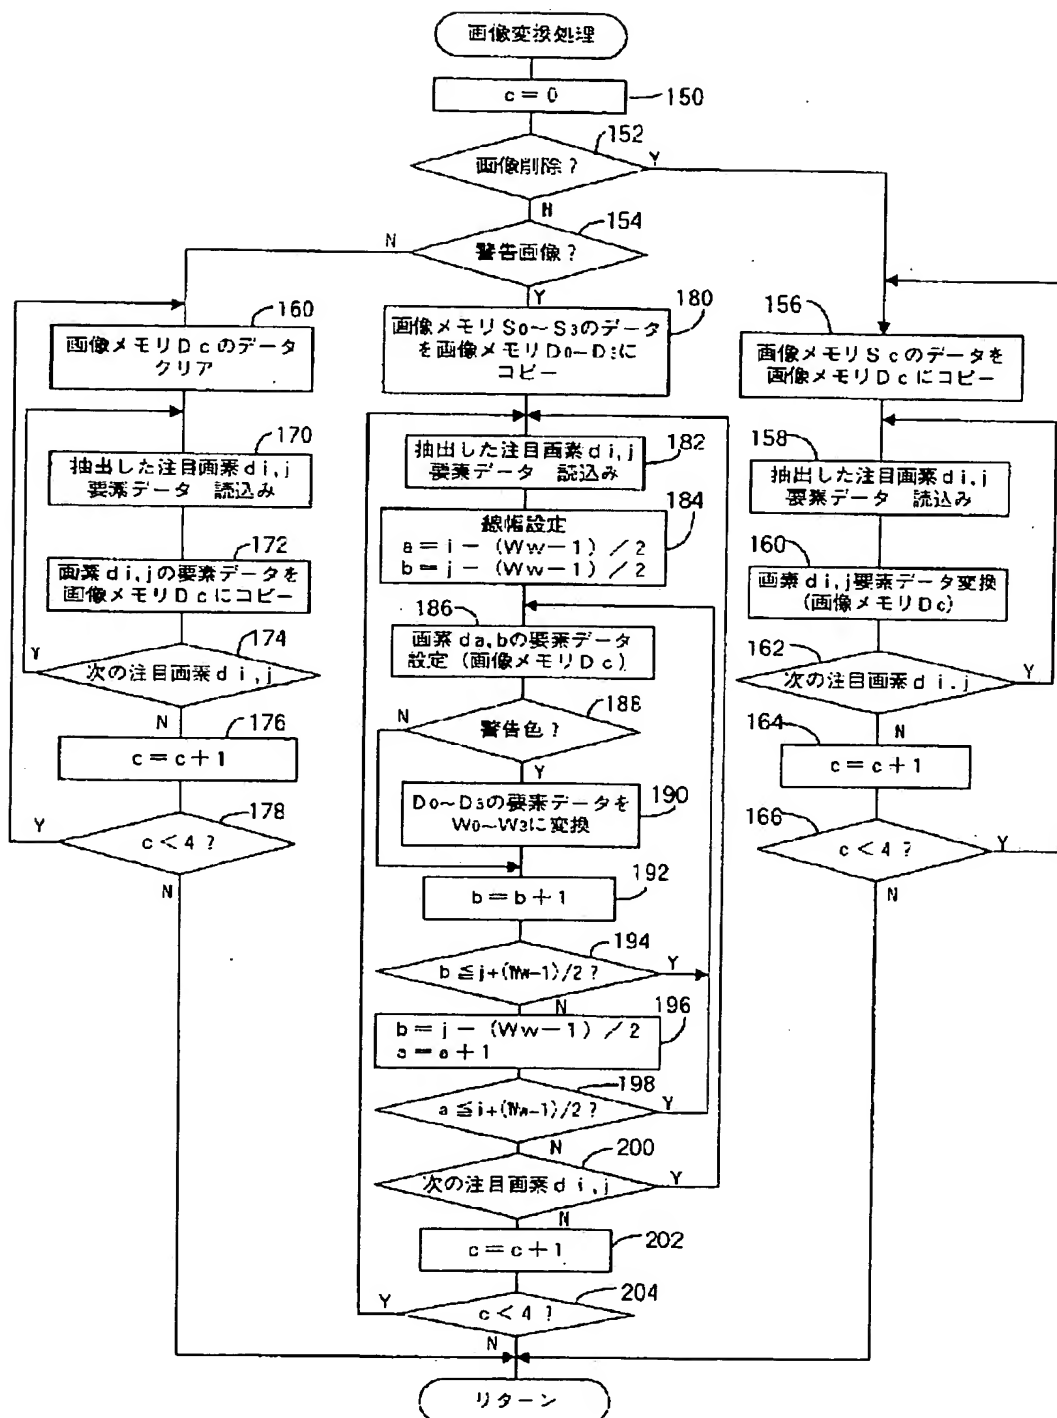 画像変換処理
c＝0
150
152
画像削除？
Y
N
154
警告画像？
N
Y
160
画像メモリDcのデータ
クリア
170
抽出した注目画素di,j
要素データ 読込み
172
画素di,jの要素データを
画像メモリDcにコピー
174
次の注目画素di,j
Y
N
176
c＝c＋1
178
c＜4？
Y
N
180
画像メモリS0〜S3のデータ
を画像メモリD0〜D3に
コピー
182
抽出した注目画素di,j
要素データ 読込み
184
線幅設定
a＝i－(Ww－1)／2
b＝j－(Ww－1)／2
186
画素da,bの要素データ
設定(画像メモリDc)
188
警告色？
N
Y
190
D0〜D3の要素データを
W0〜W3に変換
192
b＝b＋1
194
b≦j+(Ww-1)/2？
Y
N
196
b＝j－(Ww－1)／2
a＝a＋1
198
a≦i+(Ww-1)/2？
Y
N
200
次の注目画素di,j
Y
N
202
c＝c＋1
204
c＜4？
Y
N
156
画像メモリScのデータを
画像メモリDcにコピー
158
抽出した注目画素di,j
要素データ 読込み
160
画素di,j要素データ変換
(画像メモリDc)
162
次の注目画素di.j
Y
N
164
c＝c＋1
166
c＜4？
Y
N
リターン